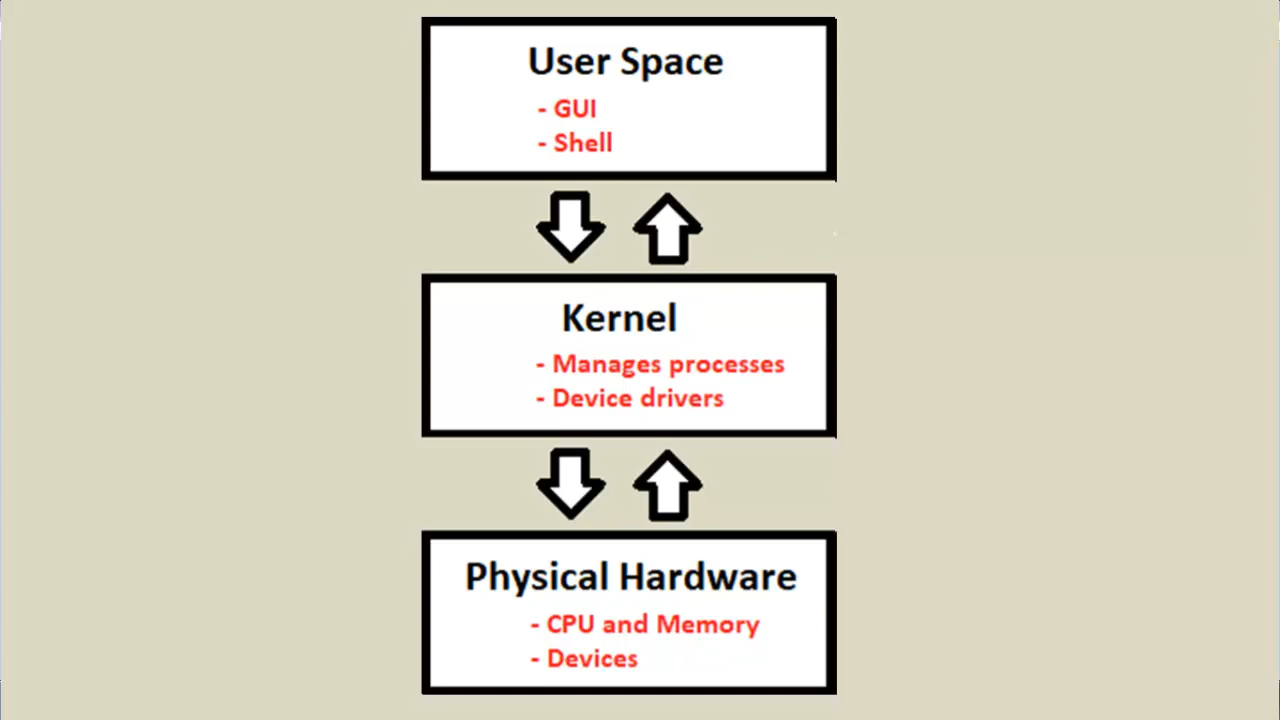 User Space
- GUI
- Shell
Kernel
- Manages processes
- Device drivers
Physical Hardware
- CPU and Memory
- Devices